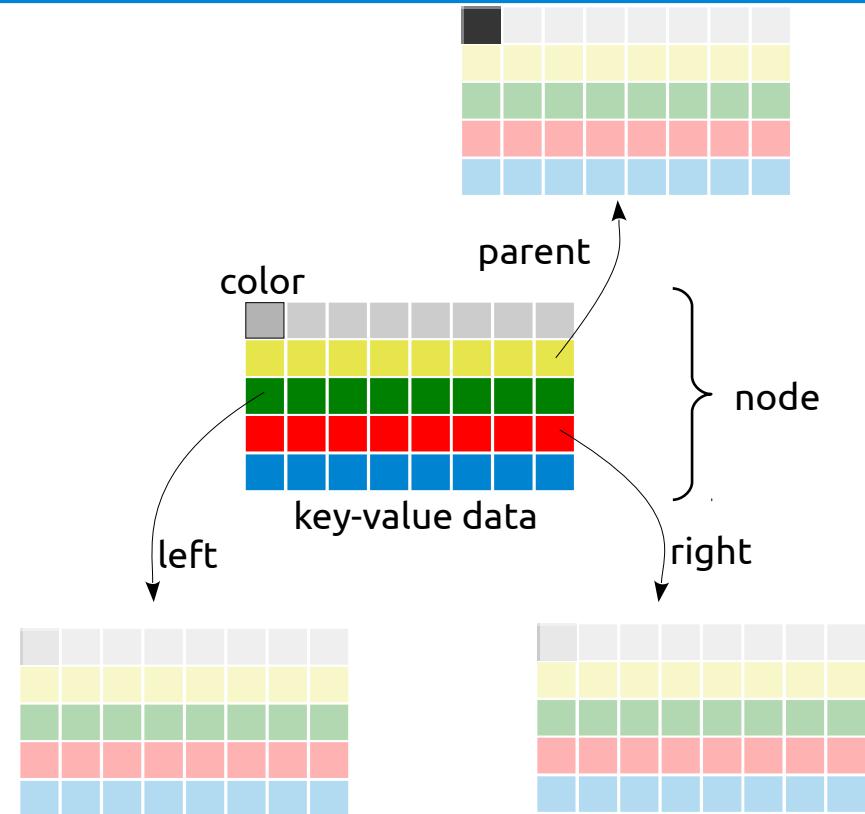 parent
color
node
key-value data
left
right